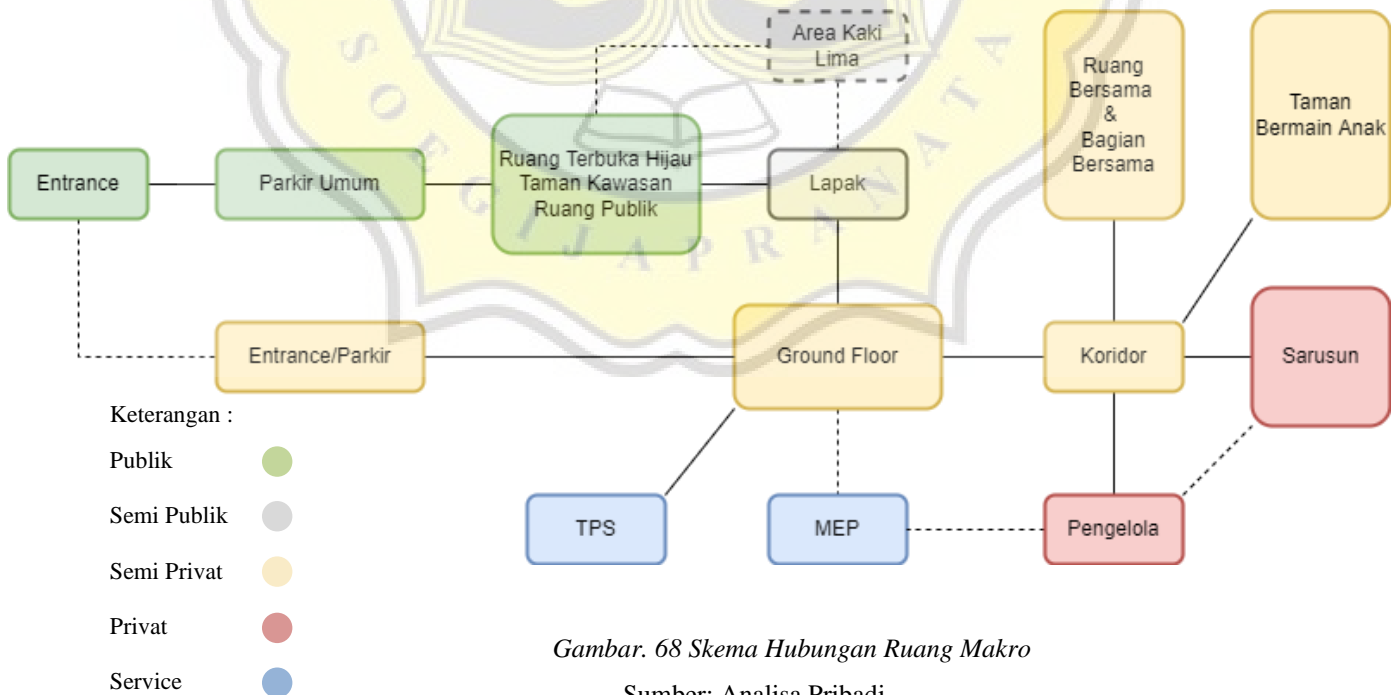 Area Kaki
Lima
Ruang
Bersama
&
Bagian
Bersama
Taman
Bermain Anak
Entrance
Parkir Umum
Ruang Terbuka Hijau
Taman Kawasan
Ruang Publik
Lapak
SOEGIJAPRANATA
Entrance/Parkir
Ground Floor
Koridor
Sarusun
TPS
MEP
Pengelola
Keterangan :
Publik
Semi Publik
Semi Privat
Privat
Service
Gambar. 68 Skema Hubungan Ruang Makro
Sumber: Analisa Pribadi